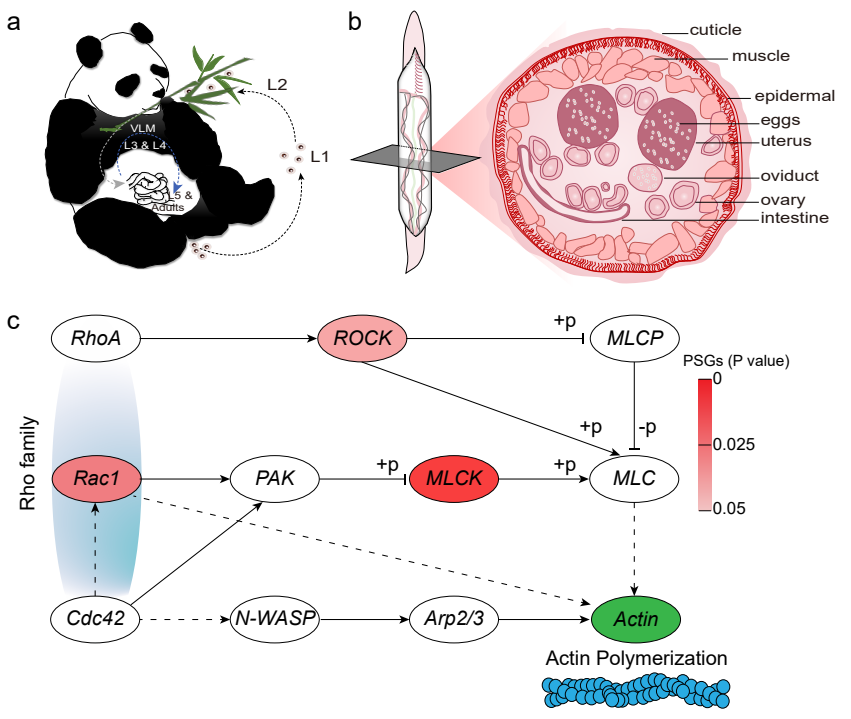 a
L2
VLM
L3 & L4
L1
L5 &
Adults
b
cuticle
muscle
epidermal
eggs
uterus
oviduct
ovary
intestine
c
RhoA
ROCK
+p
MLCP
PSGs (P value)
0
0.025
0.05
+p
-p
Rho family
Rac1
PAK
+p
MLCK
+p
MLC
Cdc42
N-WASP
Arp2/3
Actin
Actin Polymerization